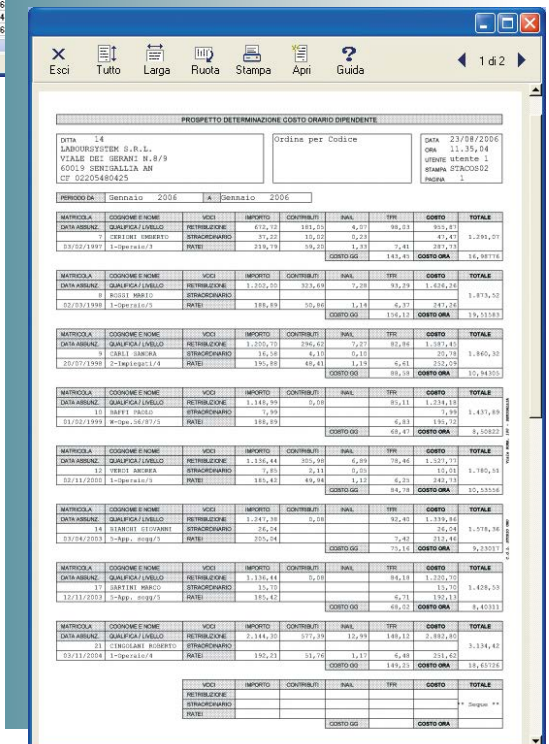 Esci Tutto Larga Ruota Stampa Apri Guida 1 di 2
PROSPETTO DETERMINAZIONE COSTO ORARIO DIPENDENTE
DITTA 14
LABOURSYSTEM S.R.L.
VIALE DEI GERANI N.8/9
60019 SENIGALLIA AN
CF 02205480425
Ordina per Codice
DATA 23/08/2006
ORA 11.35,04
UTENTE utente 1
STAMPA STACOS02
PAGINA 1
PERIODO DA Gennaio 2006 A Gennaio 2006
MATRICOLA COGNOME E NOME VOCI IMPORTO CONTRIBUTI INAIL TFR COSTO TOTALE
DATA ASSUNZ. QUALIFICA / LIVELLO RETRIBUZIONE 672,72 181,05 4,07 98,03 955,87
7 CERIONI UMBERTO STRAORDINARIO 37,22 10,02 0,23 47,47 1.291,07
03/02/1997 1-Operaio/3 RATEI 219,79 59,20 1,33 7,41 287,73
COSTO GG 143,45 COSTO ORA 16,98776
MATRICOLA COGNOME E NOME VOCI IMPORTO CONTRIBUTI INAIL TFR COSTO TOTALE
DATA ASSUNZ. QUALIFICA / LIVELLO RETRIBUZIONE 1.202,00 323,69 7,28 93,29 1.626,26
8 ROSSI MARIO STRAORDINARIO 1.873,52
02/03/1998 1-Operaio/5 RATEI 188,89 50,86 1,14 6,37 247,26
COSTO GG 156,12 COSTO ORA 19,51583
MATRICOLA COGNOME E NOME VOCI IMPORTO CONTRIBUTI INAIL TFR COSTO TOTALE
DATA ASSUNZ. QUALIFICA / LIVELLO RETRIBUZIONE 1.200,70 296,62 7,27 82,86 1.587,45
9 CARLI SANDRA STRAORDINARIO 16,58 4,10 0,10 20,78 1.860,32
20/07/1998 2-Impiegati/4 RATEI 195,88 48,41 1,19 6,61 252,09
COSTO GG 88,58 COSTO ORA 10,94305
MATRICOLA COGNOME E NOME VOCI IMPORTO CONTRIBUTI INAIL TFR COSTO TOTALE
DATA ASSUNZ. QUALIFICA / LIVELLO RETRIBUZIONE 1.148,99 0,08 85,11 1.234,18
10 BAFFI PAOLO STRAORDINARIO 7,99 7,99 1.437,89
01/02/1999 W-Ope.56/87/5 RATEI 188,89 6,83 195,72
COSTO GG 68,47 COSTO ORA 8,50822
MATRICOLA COGNOME E NOME VOCI IMPORTO CONTRIBUTI INAIL TFR COSTO TOTALE
DATA ASSUNZ. QUALIFICA / LIVELLO RETRIBUZIONE 1.136,44 305,98 6,89 78,46 1.527,77
12 VERDI ANDREA STRAORDINARIO 7,85 2,11 0,05 10,01 1.780,51
02/11/2000 1-Operaio/5 RATEI 185,42 49,94 1,12 6,25 242,73
COSTO GG 84,78 COSTO ORA 10,53556
MATRICOLA COGNOME E NOME VOCI IMPORTO CONTRIBUTI INAIL TFR COSTO TOTALE
DATA ASSUNZ. QUALIFICA / LIVELLO RETRIBUZIONE 1.247,38 0,08 92,40 1.339,86
14 BIANCHI GIOVANNI STRAORDINARIO 26,04 26,04 1.578,36
03/04/2003 5-App. sogg/5 RATEI 205,04 7,42 212,46
COSTO GG 75,16 COSTO ORA 9,33017
MATRICOLA COGNOME E NOME VOCI IMPORTO CONTRIBUTI INAIL TFR COSTO TOTALE
DATA ASSUNZ. QUALIFICA / LIVELLO RETRIBUZIONE 1.136,44 0,08 84,18 1.220,70
17 SARTINI MARCO STRAORDINARIO 15,70 15,70 1.428,53
12/11/2003 5-App. sogg/5 RATEI 185,42 6,71 192,13
COSTO GG 68,02 COSTO ORA 8,40311
MATRICOLA COGNOME E NOME VOCI IMPORTO CONTRIBUTI INAIL TFR COSTO TOTALE
DATA ASSUNZ. QUALIFICA / LIVELLO RETRIBUZIONE 2.144,30 577,39 12,99 148,12 2.882,80
21 CINGOLANI ROBERTO STRAORDINARIO 3.134,42
03/11/2004 1-Operaio/4 RATEI 192,21 51,76 1,17 6,48 251,62
COSTO GG 149,25 COSTO ORA 18,65726
VOCI IMPORTO CONTRIBUTI INAIL TFR COSTO TOTALE
RETRIBUZIONE
STRAORDINARIO ** Segue **
RATEI
COSTO GG COSTO ORA